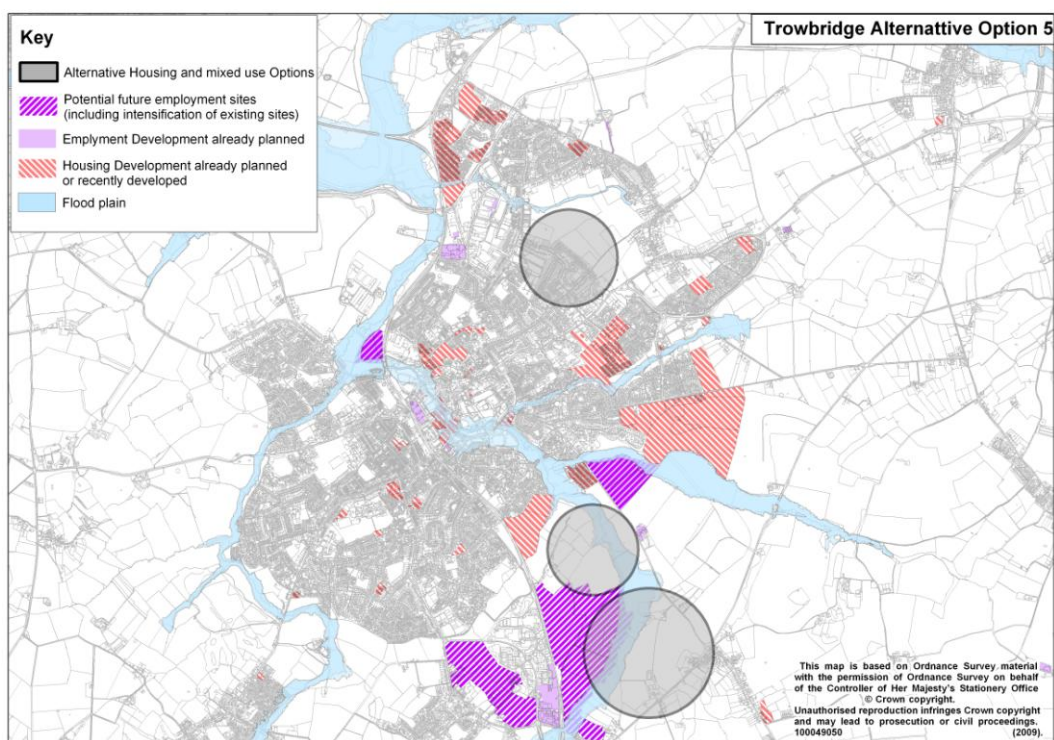 Trowbridge Alternattive Option 5
Key
Alternative Housing and mixed use Options
Potential future employment sites
(including intensification of existing sites)
Emplyment Development already planned
Housing Development already planned
or recently developed
Flood plain
This map is based on Ordnance Survey material
with the permission of Ordnance Survey on behalf
of the Controller of Her Majesty's Stationery Office
© Crown copyright.
Unauthorised reproduction infringes Crown copyright
and may lead to prosecution or civil proceedings.
100049050 (2009).